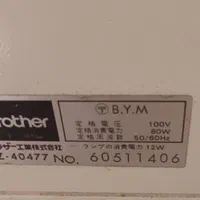 brother
〒 B.Y.M
定格電圧 100V
定格消費電力 80W
定格周波数 50/60Hz
ランプの消費電力 12W
ザー工業株式会社
-40477 NO. 60511406